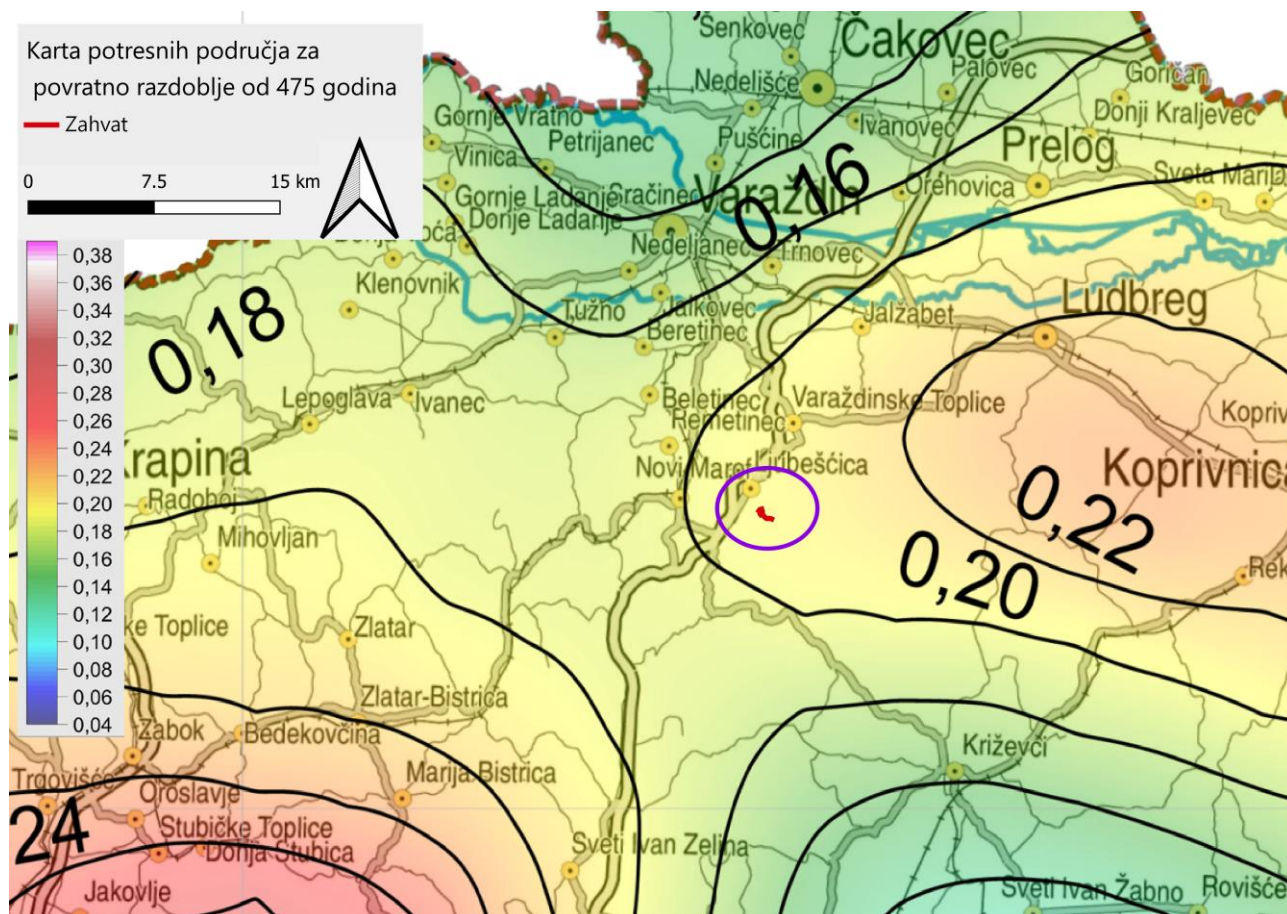 Karta potresnih područja za
povratno razdoblje od 475 godina
Zahvat
0 7.5 15 km
0,38
0,36
0,34
0,32
0,30
0,28
0,26
0,24
0,22
0,20
0,18
0,16
0,14
0,12
0,10
0,08
0,06
0,04
Šenkovec
Čakovec
Nedelišće
Palovec
Goričan
Gornje Vratno
Petrijanec
Pušćine
Ivanovec
Donji Kraljevec
Vinica
Prelog
Gornje Ladanje
Sračinec
Varaždin
0,16
Orehovica
Sveta Mari
Donje Ladanje
Nedeljanec
Trnovec
Klenovnik
Tužno
Jalkovec
Jalžabet
Ludbreg
0,18
Beretinec
Lepoglava
Ivanec
Beletinec
Varaždinske Toplice
Remetinec
Kopriv
Krapina
Novi Marof
Ljubešćica
Koprivnica
Radoboj
0,22
Mihovljan
0,20
Rek
ke Toplice
Zlatar
Zlatar-Bistrica
Zabok
Bedekovčina
Križevci
Trgovišće
Marija Bistrica
Oroslavje
24
Stubičke Toplice
Donja Stubica
Sveti Ivan Zelina
Jakovlje
Sveti Ivan Žabno
Rovišće